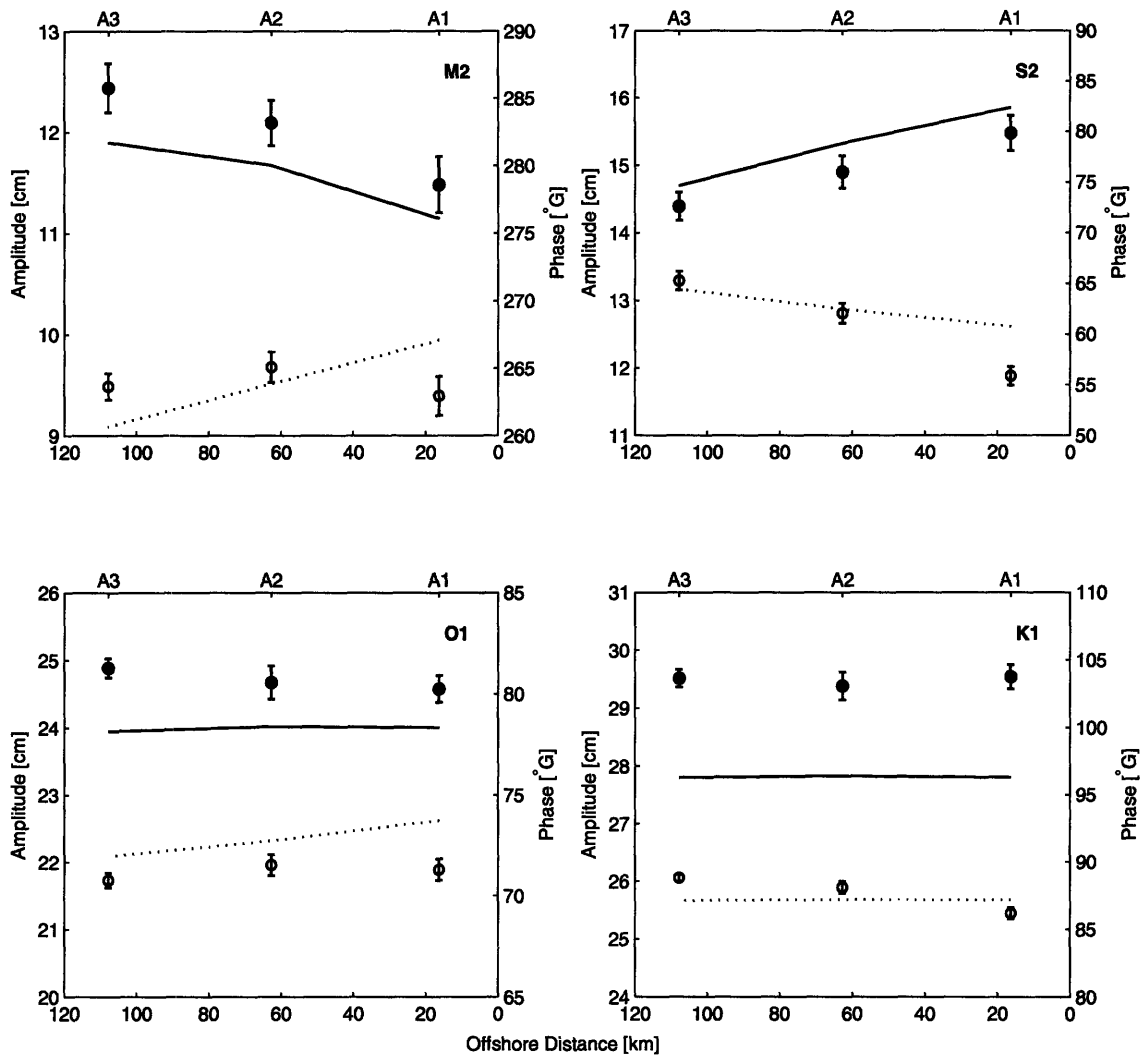 A3 A2 A1
M2
13
12
11
10
9
Amplitude [cm]
290
285
280
275
270
265
260
Phase [°G]
120 100 80 60 40 20 0
A3 A2 A1
S2
17
16
15
14
13
12
11
Amplitude [cm]
90
85
80
75
70
65
60
55
50
Phase [°G]
120 100 80 60 40 20 0
A3 A2 A1
O1
26
25
24
23
22
21
20
Amplitude [cm]
85
80
75
70
65
Phase [°G]
120 100 80 60 40 20 0
A3 A2 A1
K1
31
30
29
28
27
26
25
24
Amplitude [cm]
110
105
100
95
90
85
80
Phase [°G]
120 100 80 60 40 20 0
Offshore Distance [km]